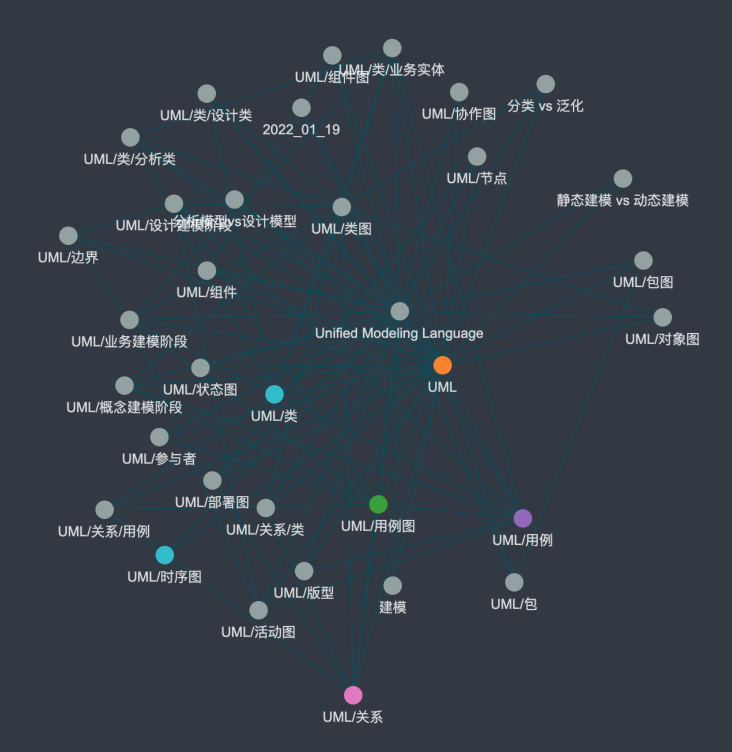 UML/类/业务实体
UML/组件图
UML/类/设计类
2022_01_19
UML/协作图
分类 vs 泛化
UML/类/分析类
UML/节点
静态建模 vs 动态建模
UML/设计建模阶段
分析模型vs设计模型
UML/类图
UML/边界
UML/组件
UML/包图
Unified Modeling Language
UML/业务建模阶段
UML/对象图
UML
UML/状态图
UML/概念建模阶段
UML/类
UML/参与者
UML/部署图
UML/关系/用例
UML/关系/类
UML/用例图
UML/用例
UML/时序图
UML/版型
建模
UML/包
UML/活动图
UML/关系